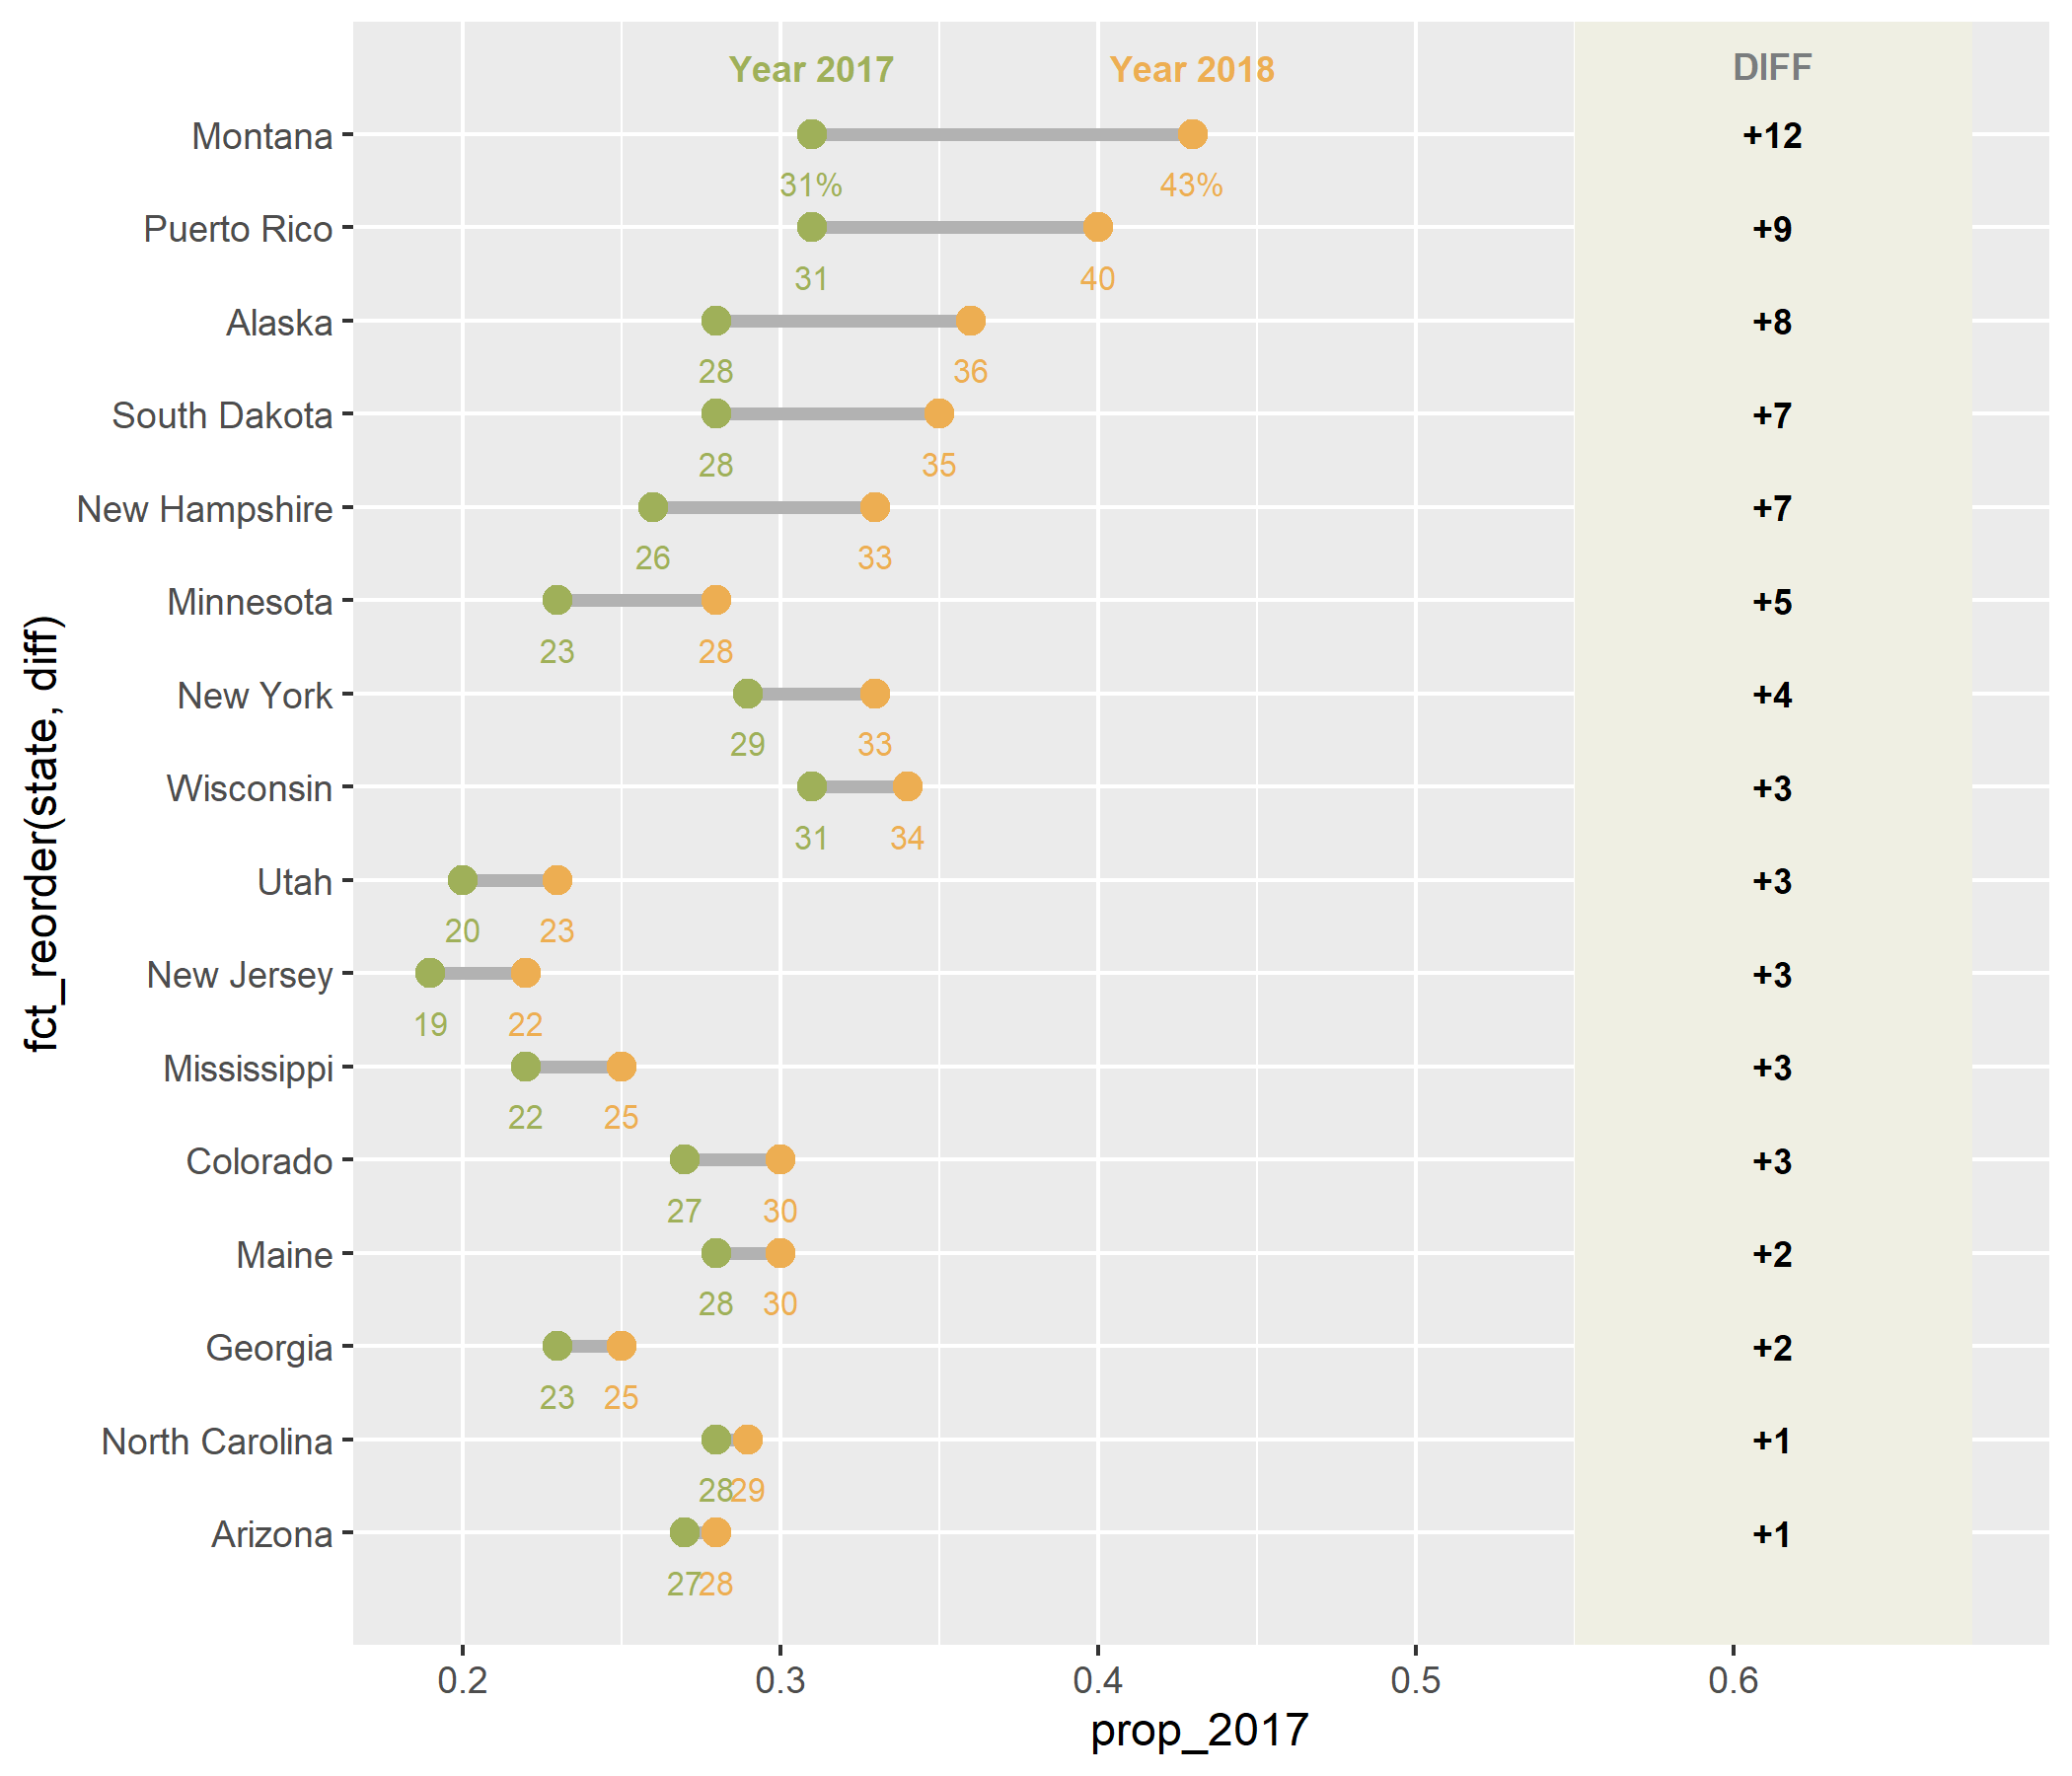 Year 2017 Year 2018 DIFF
Montana +12
31% 43%
Puerto Rico +9
31 40
Alaska +8
28 36
South Dakota +7
28 35
New Hampshire +7
26 33
Minnesota +5
23 28
New York +4
29 33
Wisconsin +3
31 34
Utah +3
20 23
New Jersey +3
19 22
Mississippi +3
22 25
Colorado +3
27 30
Maine +2
28 30
Georgia +2
23 25
North Carolina +1
28 29
Arizona +1
27 28
0.2 0.3 0.4 0.5 0.6
prop_2017
fct_reorder(state, diff)